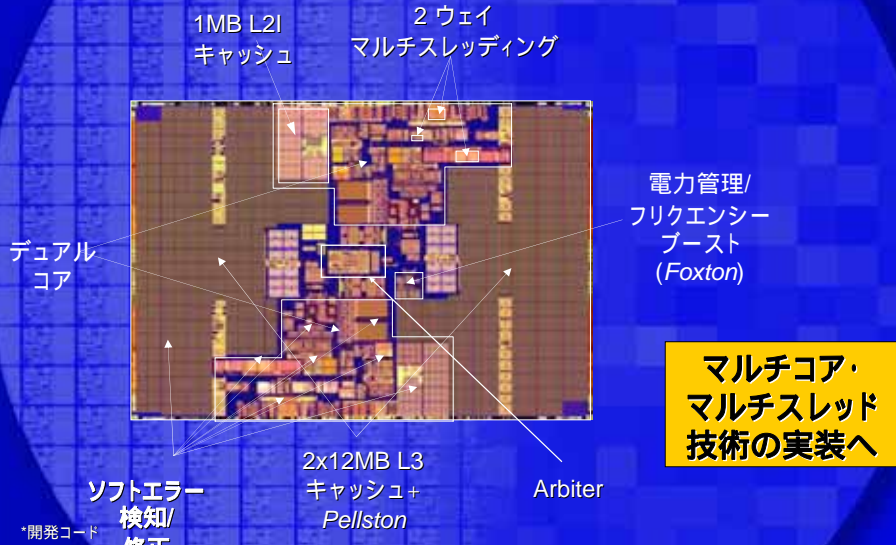 1MB L2I
キャッシュ
2 ウェイ
マルチスレッディング
電力管理/
フリクエンシー
ブースト
(Foxton)
デュアル
コア
マルチコア・
マルチスレッド
技術の実装へ
2x12MB L3
キャッシュ+
Pellston
Arbiter
ソフトエラー
検知/
修正
*開発コード